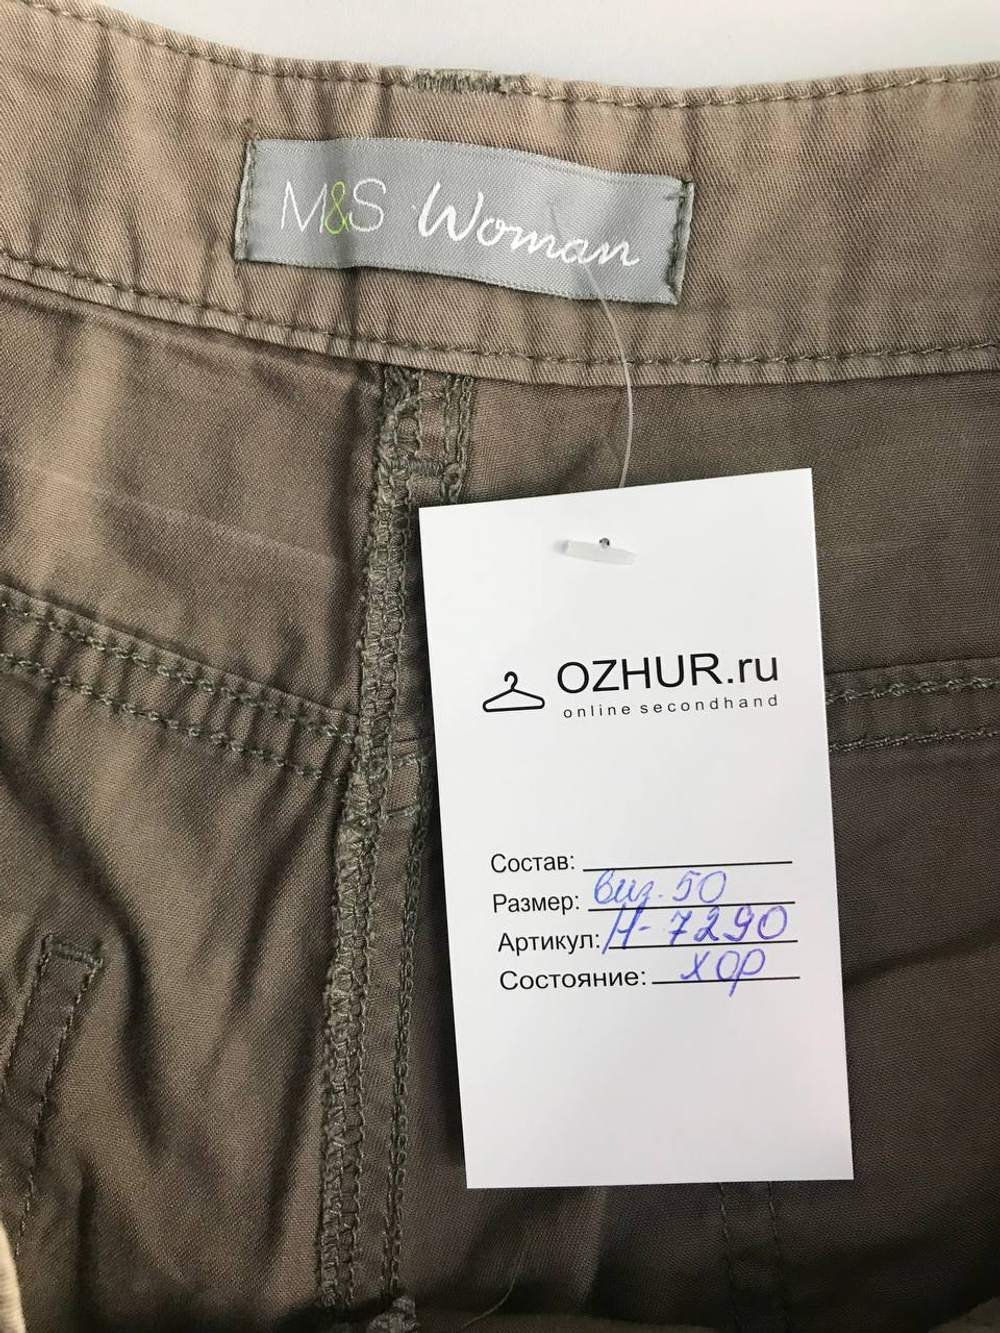 M&S Woman
OZHUR.ru
online secondhand
Состав:
Размер: виз. 50
Артикул: Н-7290
Состояние: хор